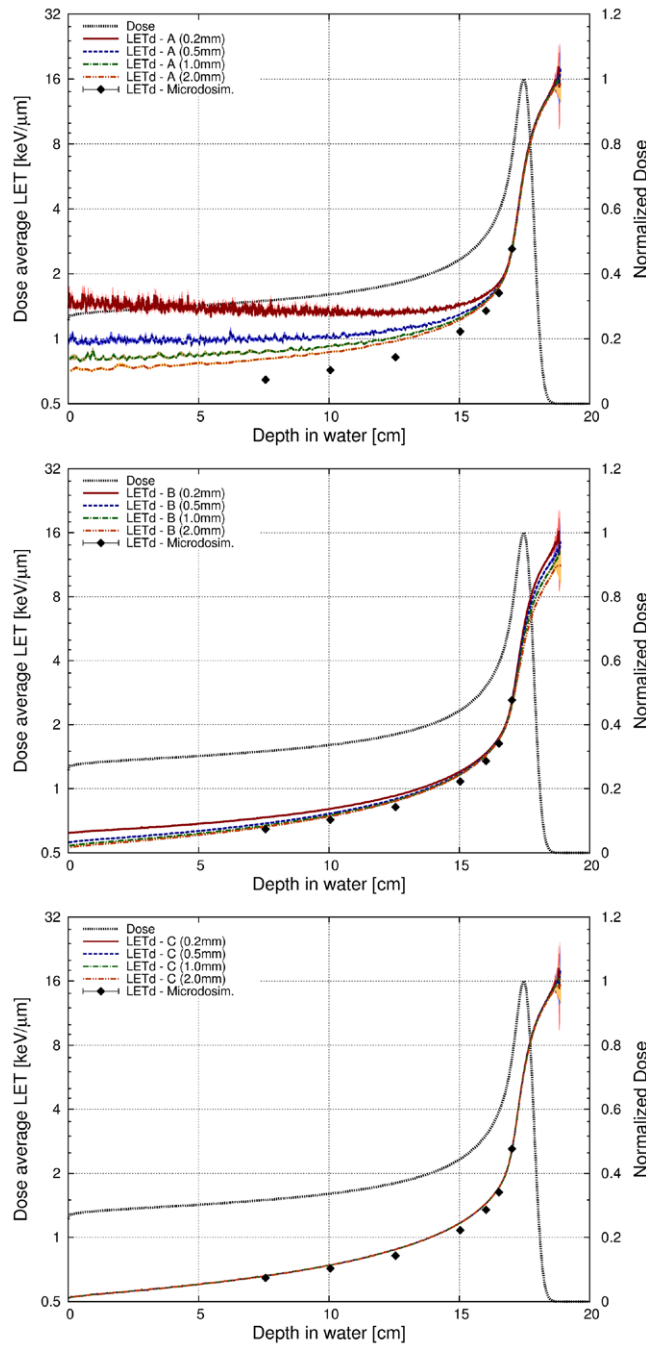 Dose average LET [keV/μm]
32
16
8
4
2
1
0.5
Dose
LETd - A (0.2mm)
LETd - A (0.5mm)
LETd - A (1.0mm)
LETd - A (2.0mm)
LETd - Microdosim.
1.2
1
0.8
0.6
0.4
0.2
0
Normalized Dose
0 5 10 15 20
Depth in water [cm]
Dose average LET [keV/μm]
32
16
8
4
2
1
0.5
Dose
LETd - B (0.2mm)
LETd - B (0.5mm)
LETd - B (1.0mm)
LETd - B (2.0mm)
LETd - Microdosim.
1.2
1
0.8
0.6
0.4
0.2
0
Normalized Dose
0 5 10 15 20
Depth in water [cm]
Dose average LET [keV/μm]
32
16
8
4
2
1
0.5
Dose
LETd - C (0.2mm)
LETd - C (0.5mm)
LETd - C (1.0mm)
LETd - C (2.0mm)
LETd - Microdosim.
1.2
1
0.8
0.6
0.4
0.2
0
Normalized Dose
0 5 10 15 20
Depth in water [cm]